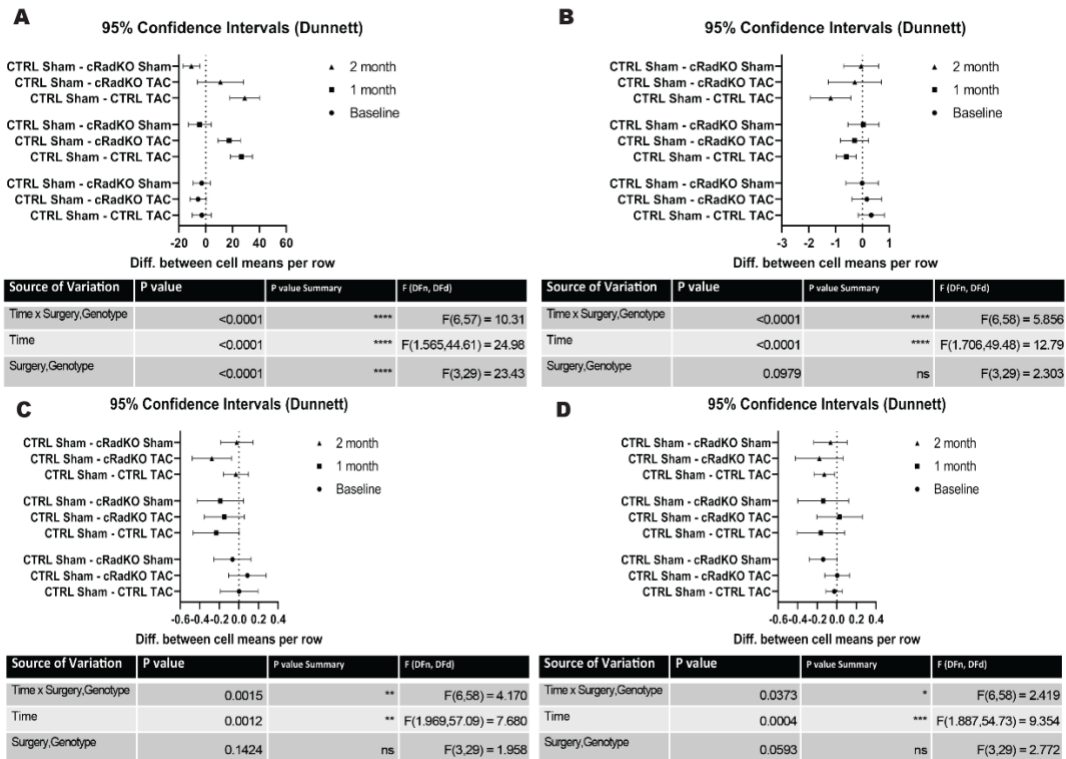 A
95% Confidence Intervals (Dunnett)
CTRL Sham - cRadKO Sham
CTRL Sham - cRadKO TAC
CTRL Sham - CTRL TAC
CTRL Sham - cRadKO Sham
CTRL Sham - cRadKO TAC
CTRL Sham - CTRL TAC
CTRL Sham - cRadKO Sham
CTRL Sham - cRadKO TAC
CTRL Sham - CTRL TAC
2 month
1 month
Baseline
-20 0 20 40 60
Diff. between cell means per row
Source of Variation P value P value Summary F (DFn, DFd)
Time x Surgery,Genotype <0.0001 **** F(6,57) = 10.31
Time <0.0001 **** F(1.565,44.61) = 24.98
Surgery,Genotype <0.0001 **** F(3,29) = 23.43
B
95% Confidence Intervals (Dunnett)
CTRL Sham - cRadKO Sham
CTRL Sham - cRadKO TAC
CTRL Sham - CTRL TAC
CTRL Sham - cRadKO Sham
CTRL Sham - cRadKO TAC
CTRL Sham - CTRL TAC
CTRL Sham - cRadKO Sham
CTRL Sham - cRadKO TAC
CTRL Sham - CTRL TAC
2 month
1 month
Baseline
-3 -2 -1 0 1
Diff. between cell means per row
Source of Variation P value P value Summary F (DFn, DFd)
Time x Surgery,Genotype <0.0001 **** F(6,58) = 5.856
Time <0.0001 **** F(1.706,49.48) = 12.79
Surgery,Genotype 0.0979 ns F(3,29) = 2.303
C
95% Confidence Intervals (Dunnett)
CTRL Sham - cRadKO Sham
CTRL Sham - cRadKO TAC
CTRL Sham - CTRL TAC
CTRL Sham - cRadKO Sham
CTRL Sham - cRadKO TAC
CTRL Sham - CTRL TAC
CTRL Sham - cRadKO Sham
CTRL Sham - cRadKO TAC
CTRL Sham - CTRL TAC
2 month
1 month
Baseline
-0.6 -0.4 -0.2 0.0 0.2 0.4
Diff. between cell means per row
Source of Variation P value P value Summary F (DFn, DFd)
Time x Surgery,Genotype 0.0015 ** F(6,58) = 4.170
Time 0.0012 ** F(1.969,57.09) = 7.680
Surgery,Genotype 0.1424 ns F(3,29) = 1.958
D
95% Confidence Intervals (Dunnett)
CTRL Sham - cRadKO Sham
CTRL Sham - cRadKO TAC
CTRL Sham - CTRL TAC
CTRL Sham - cRadKO Sham
CTRL Sham - cRadKO TAC
CTRL Sham - CTRL TAC
CTRL Sham - cRadKO Sham
CTRL Sham - cRadKO TAC
CTRL Sham - CTRL TAC
2 month
1 month
Baseline
-0.6 -0.4 -0.2 0.0 0.2 0.4
Diff. between cell means per row
Source of Variation P value P value Summary F (DFn, DFd)
Time x Surgery,Genotype 0.0373 * F(6,58) = 2.419
Time 0.0004 *** F(1.887,54.73) = 9.354
Surgery,Genotype 0.0593 ns F(3,29) = 2.772